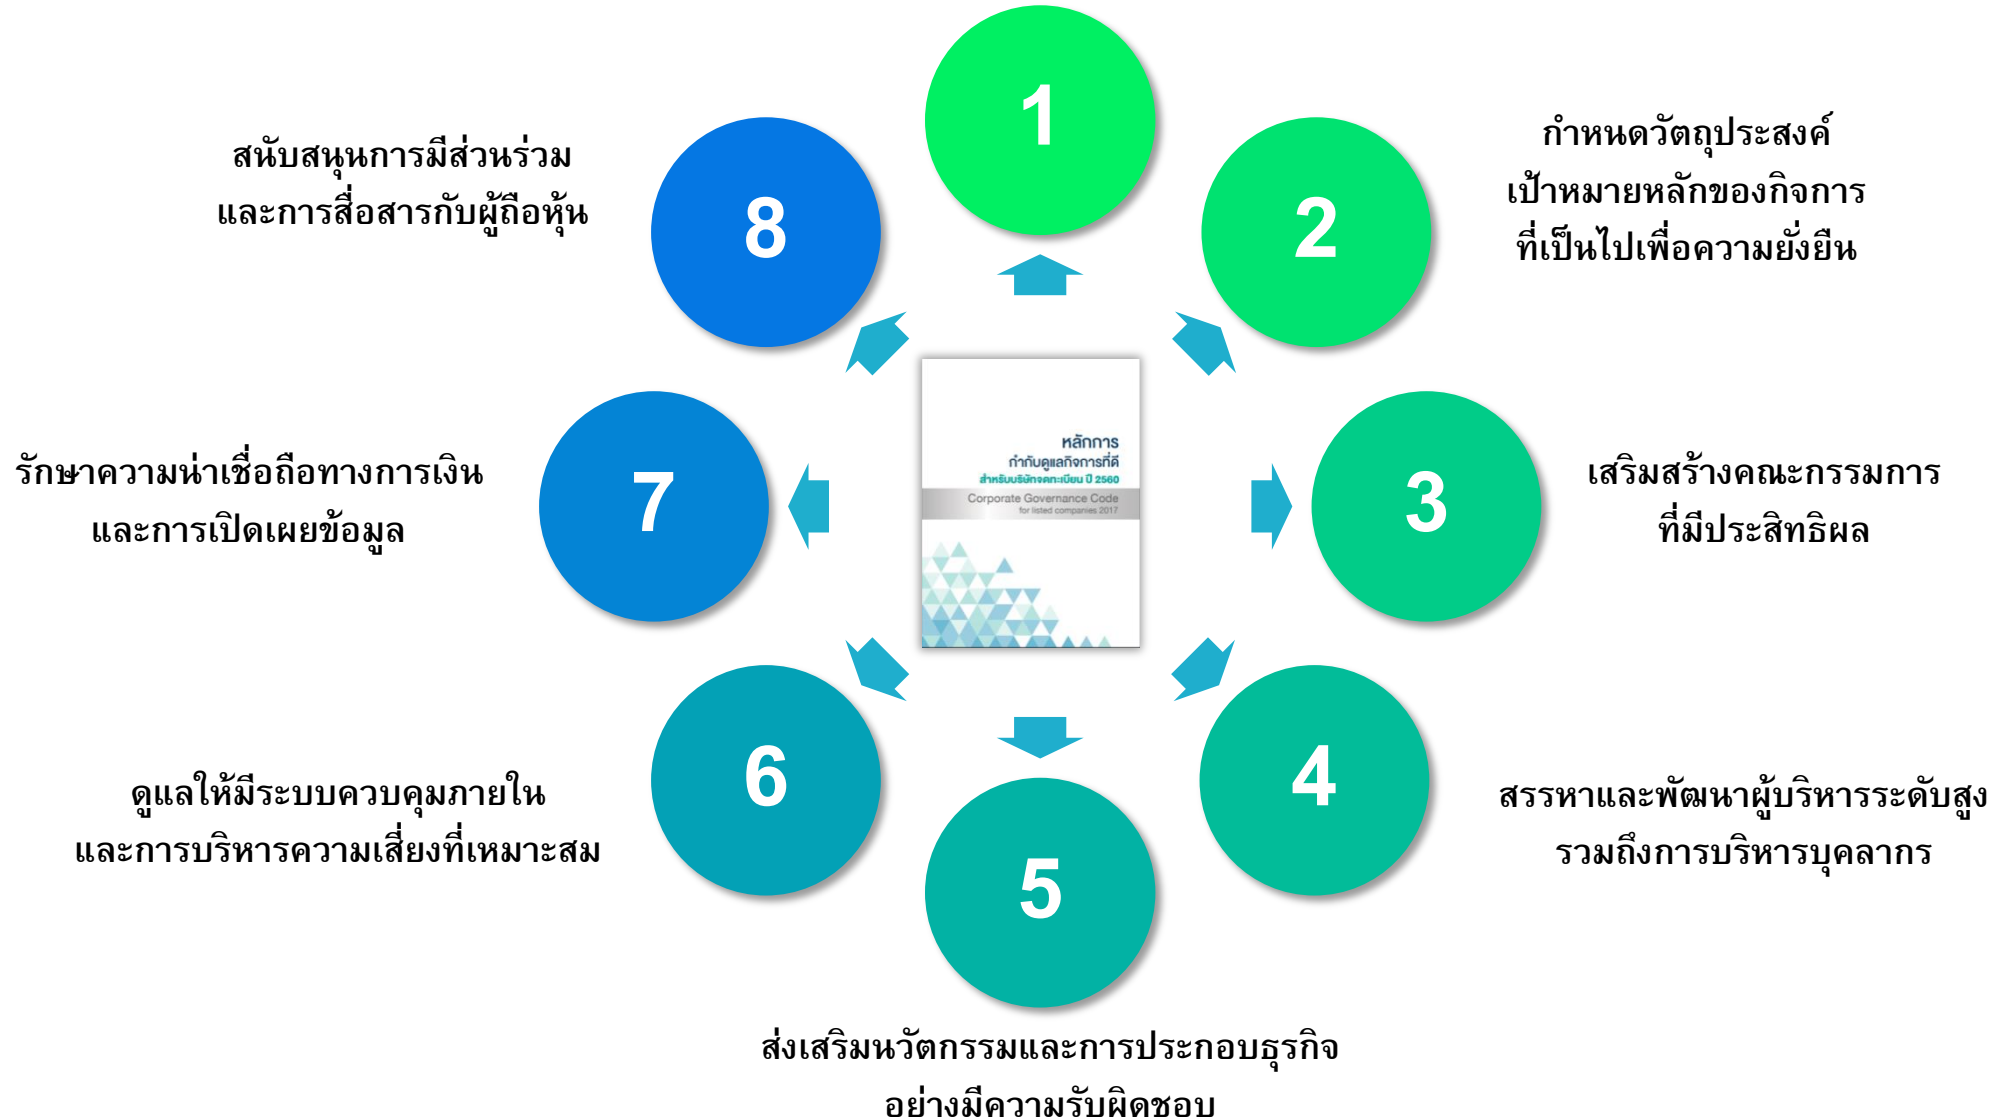 1
2
กำหนดวัตถุประสงค์
เป้าหมายหลักของกิจการ
ที่เป็นไปเพื่อความยั่งยืน
3
เสริมสร้างคณะกรรมการ
ที่มีประสิทธิผล
4
สรรหาและพัฒนาผู้บริหารระดับสูง
รวมถึงการบริหารบุคลากร
5
ส่งเสริมนวัตกรรมและการประกอบธุรกิจ
อย่างมีความรับผิดชอบ
6
ดูแลให้มีระบบควบคุมภายใน
และการบริหารความเสี่ยงที่เหมาะสม
7
รักษาความน่าเชื่อถือทางการเงิน
และการเปิดเผยข้อมูล
8
สนับสนุนการมีส่วนร่วม
และการสื่อสารกับผู้ถือหุ้น
หลักการ
กำกับดูแลกิจการที่ดี
สำหรับบริษัทจดทะเบียน ปี 2560
Corporate Governance Code
for listed companies 2017